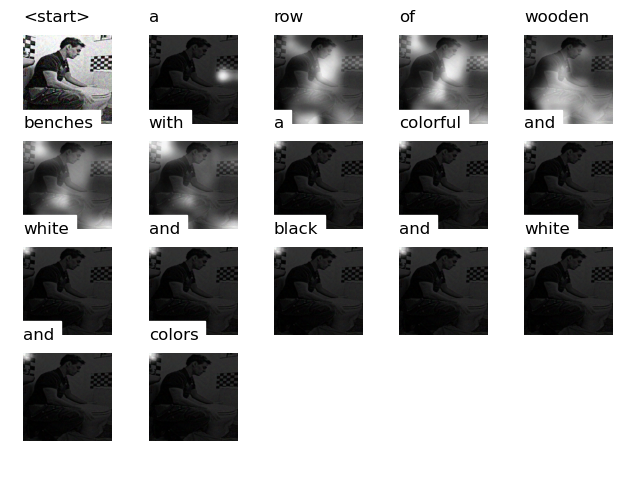 <start> a row of wooden
benches with a colorful and
white and black and white
and colors